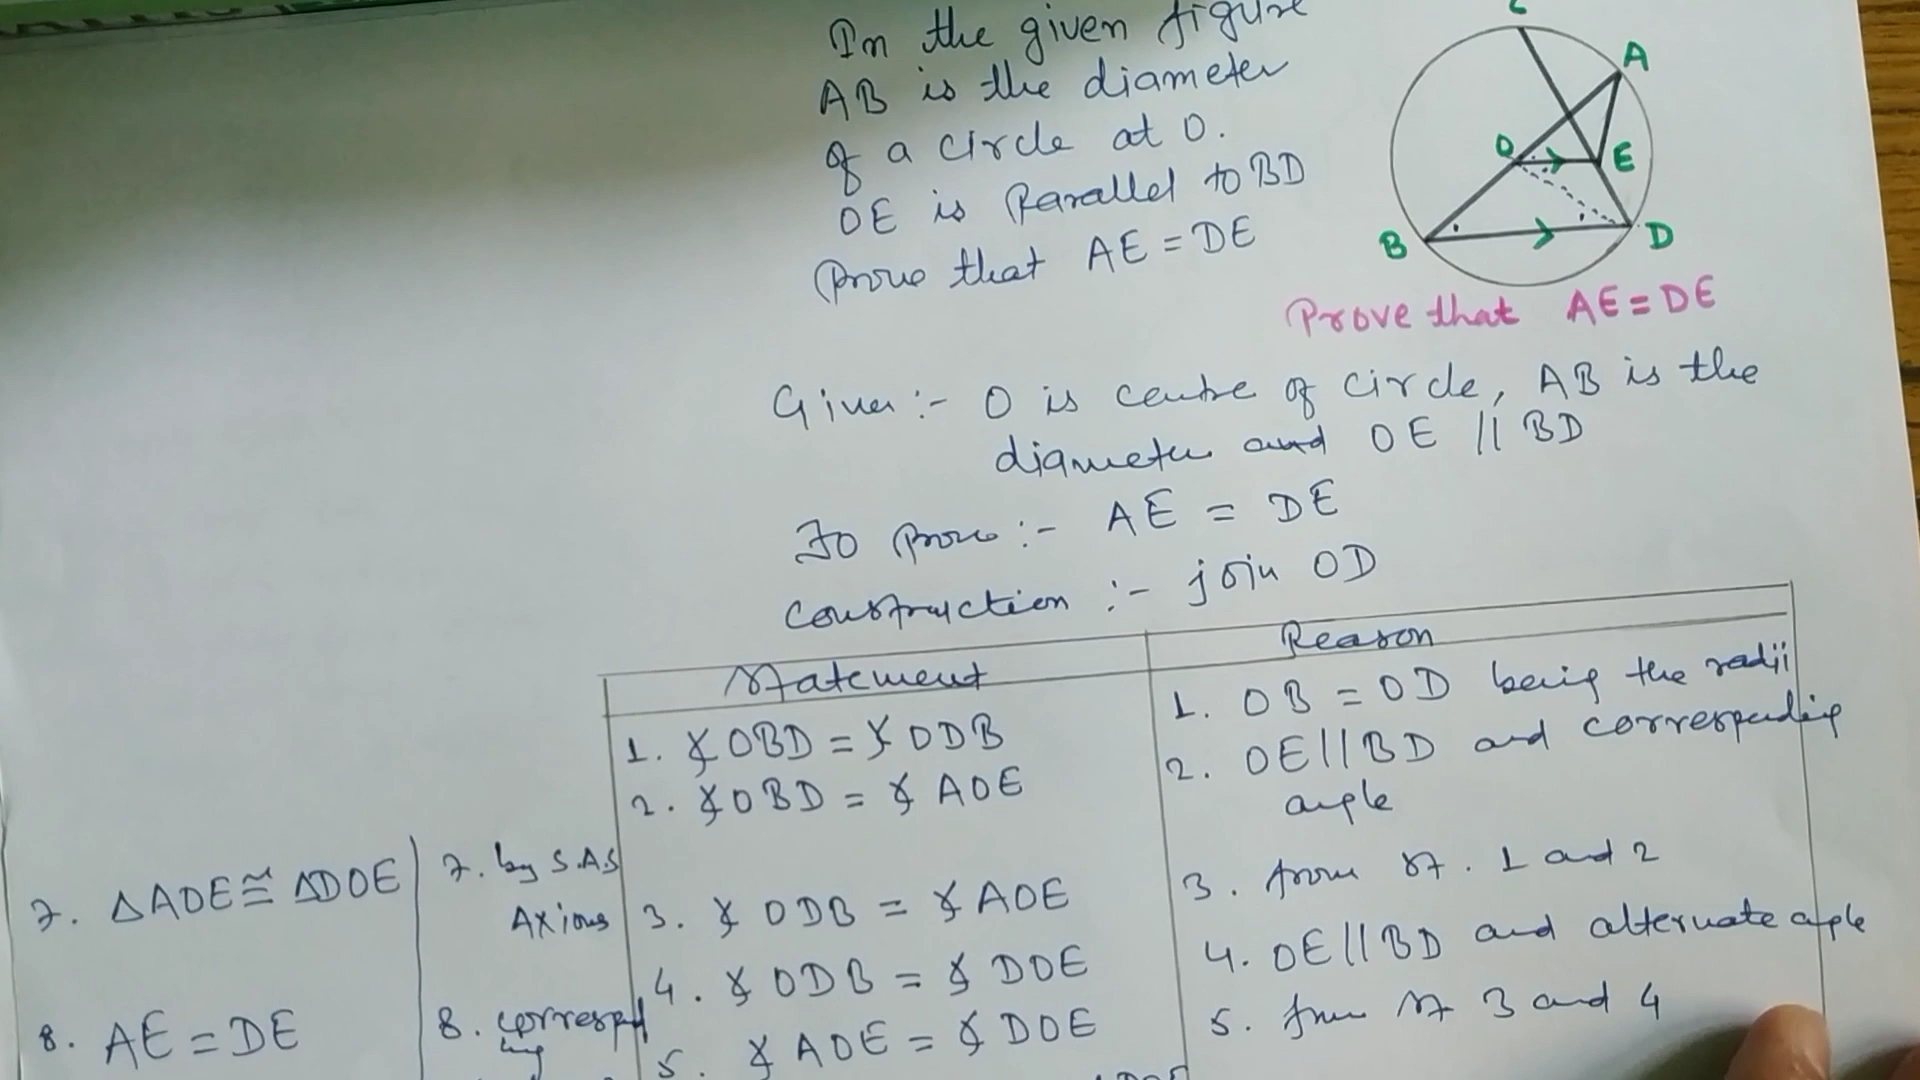 In the given figure
AB is the diameter
of a circle at O.
OE is Parallel to BD
Prove that AE = DE
C
A
O
E
B
D
Prove that AE = DE
Given :- O is centre of circle, AB is the
diameter and OE // BD
To prove :- AE = DE
Construction :- join OD
Statement
Reason
1. ∠OBD = ∠ODB
1. OB = OD being the radii
2. ∠OBD = ∠AOE
2. OE//BD and corresponding
angle
3. ∠ODB = ∠AOE
3. from st. 1 and 2
4. ∠ODB = ∠DOE
4. OE//BD and alternate angle
5. ∠AOE = ∠DOE
5. from st 3 and 4
7. ΔAOE ≅ ΔDOE
7. by S.A.S
Axioms
8. AE = DE
8.